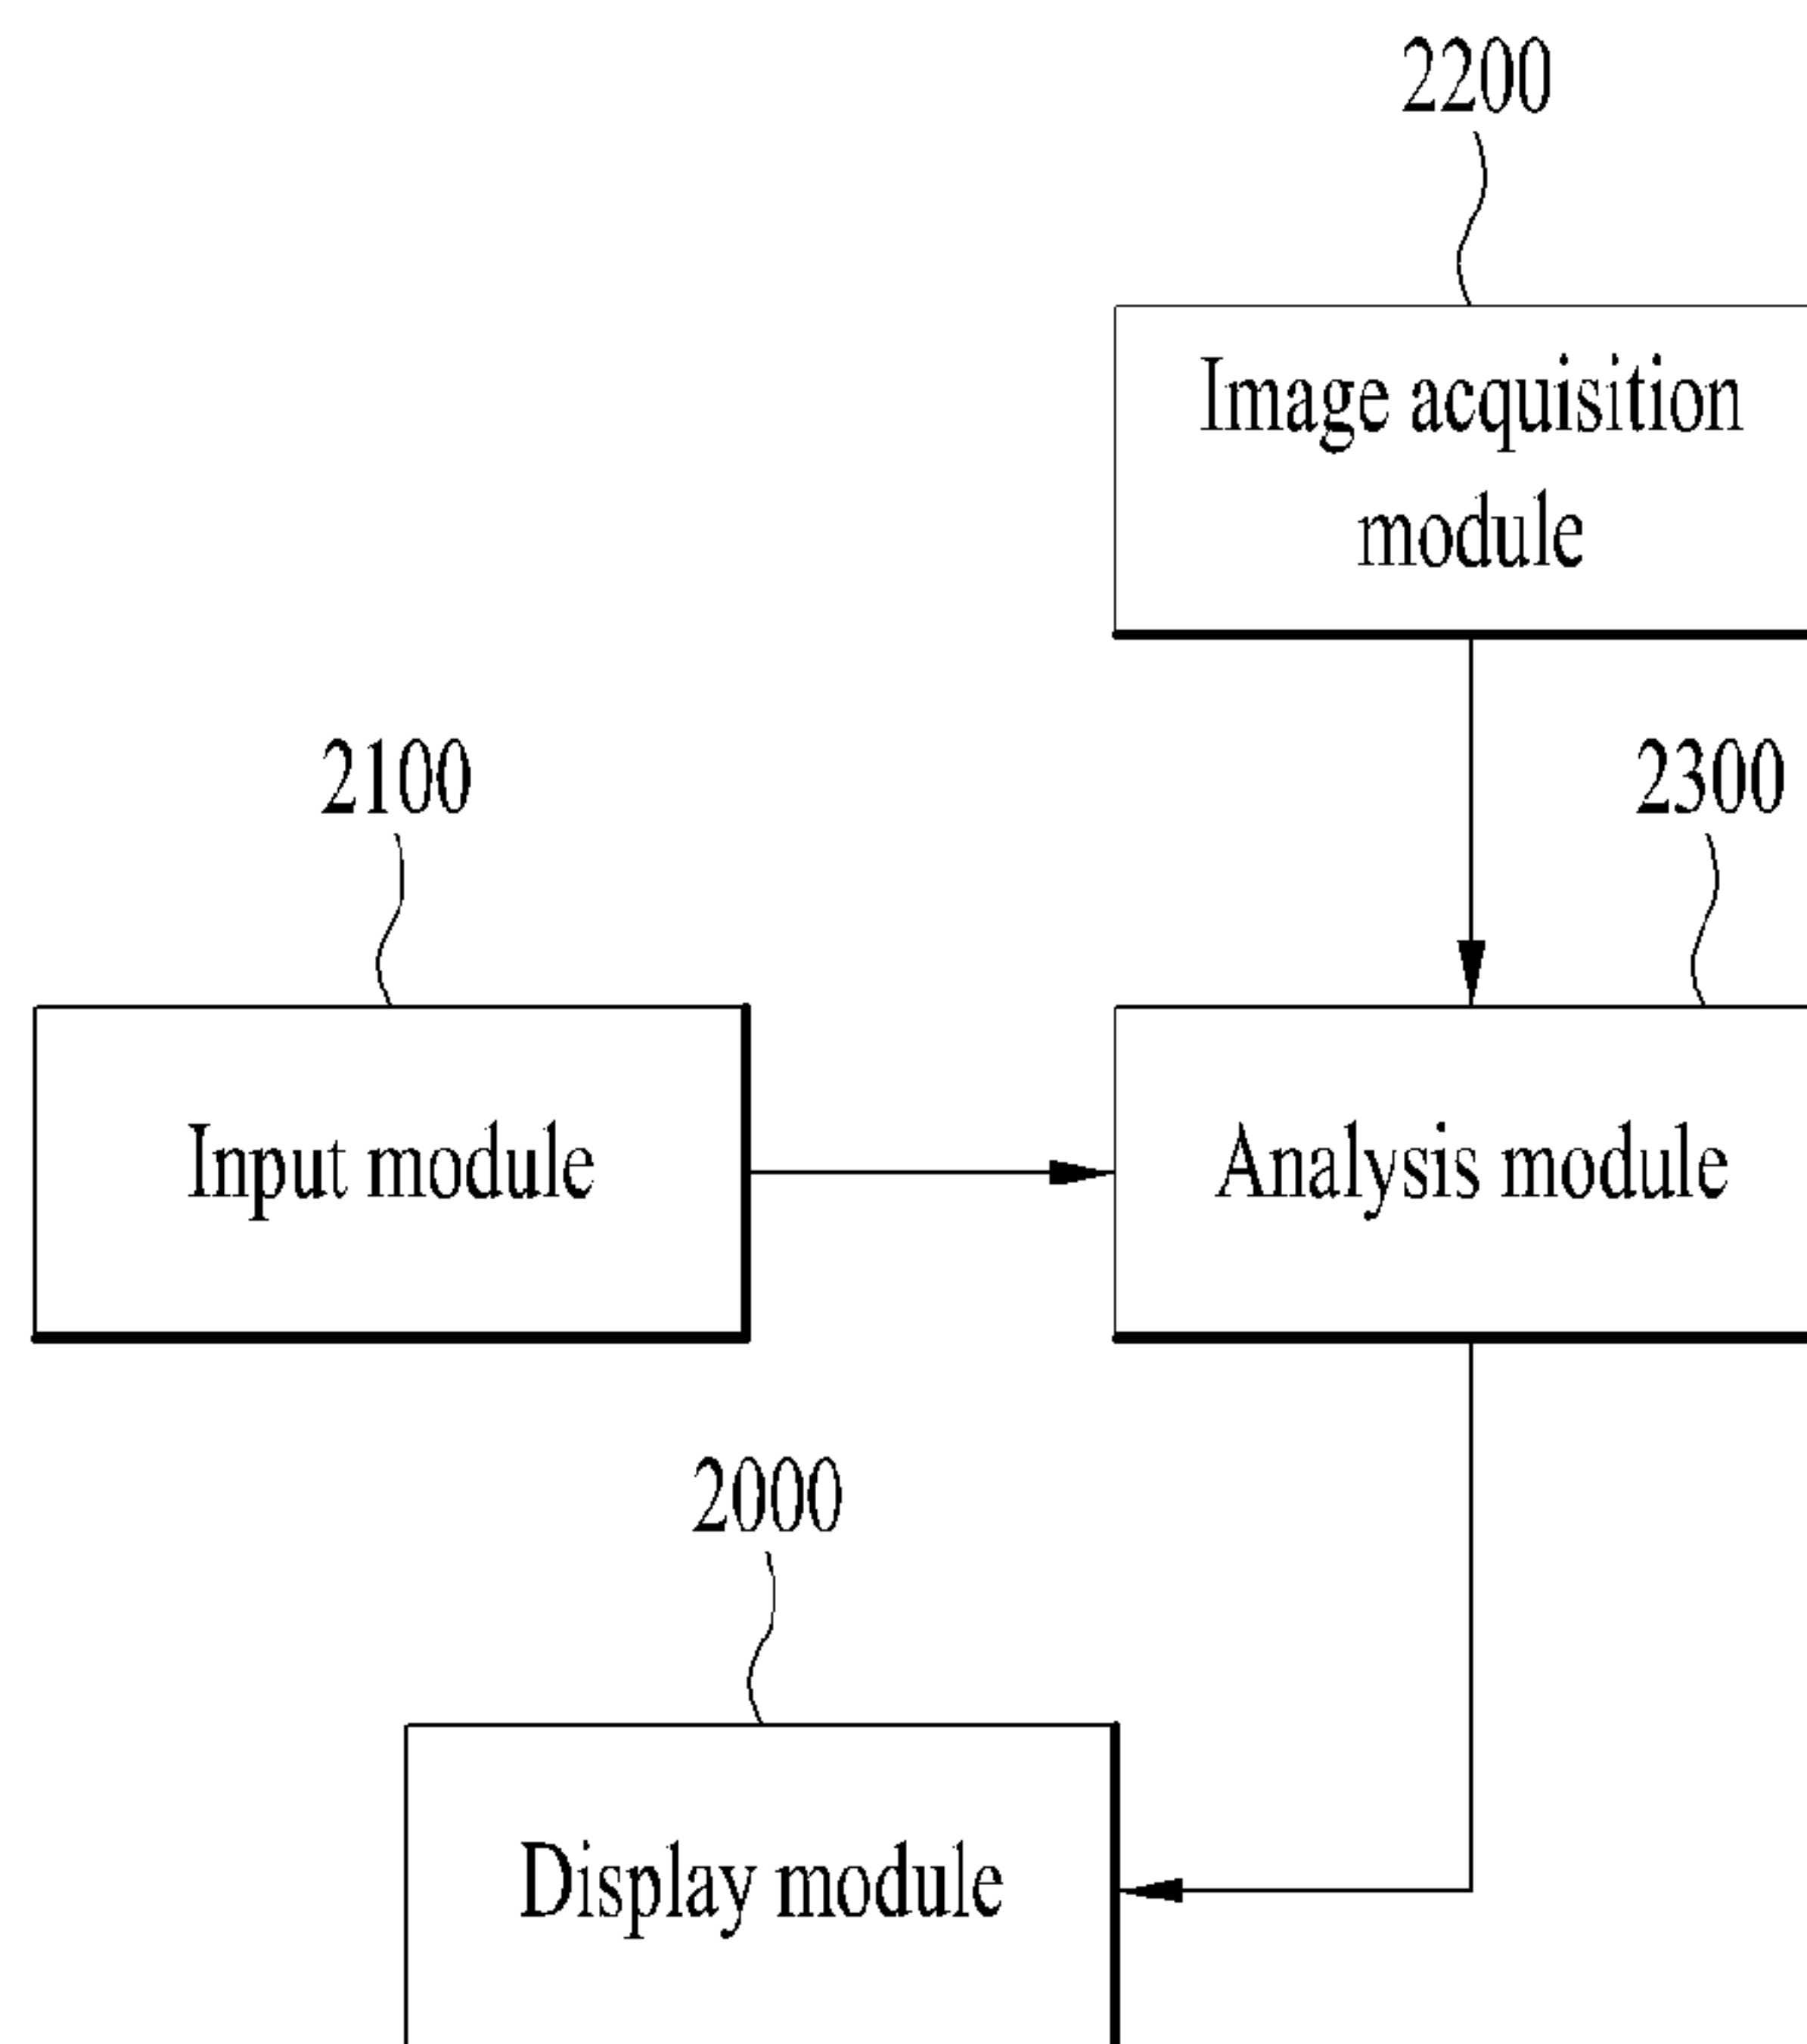 2200
Image acquisition
module
2100
2300
Input module
Analysis module
2000
Display module